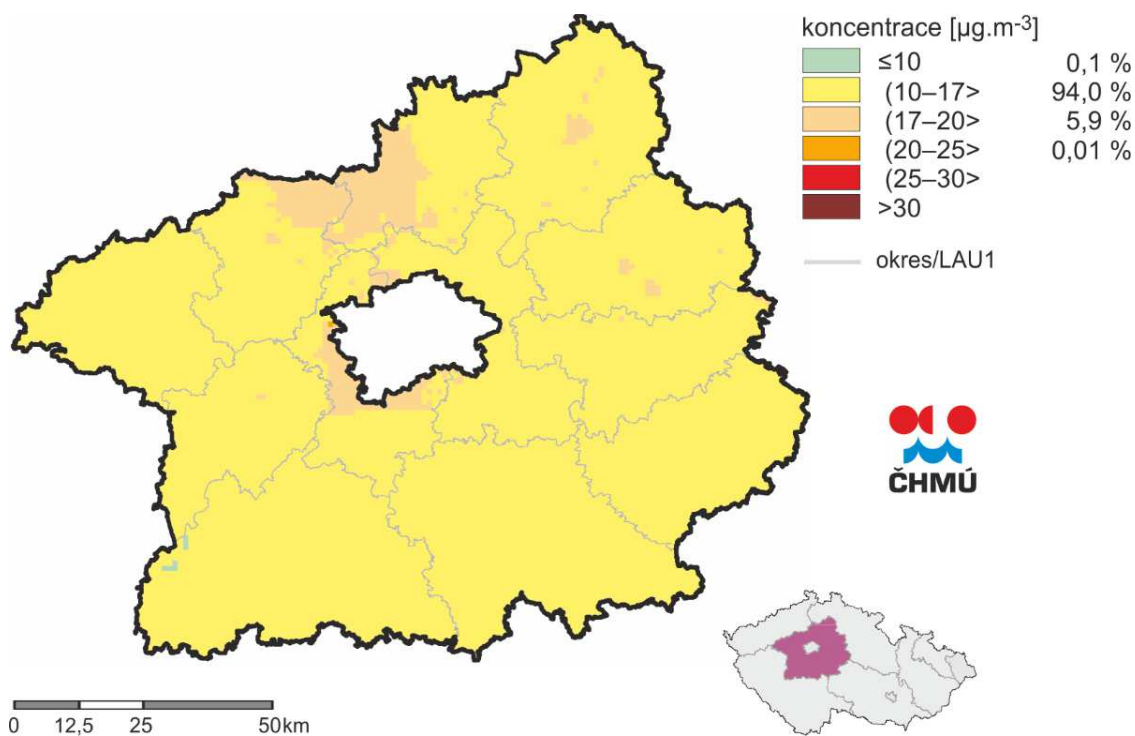 koncentrace [µg.m-3]
≤10 0,1 %
(10–17> 94,0 %
(17–20> 5,9 %
(20–25> 0,01 %
(25–30>
>30
okres/LAU1
ČHMÚ
0 12,5 25 50km